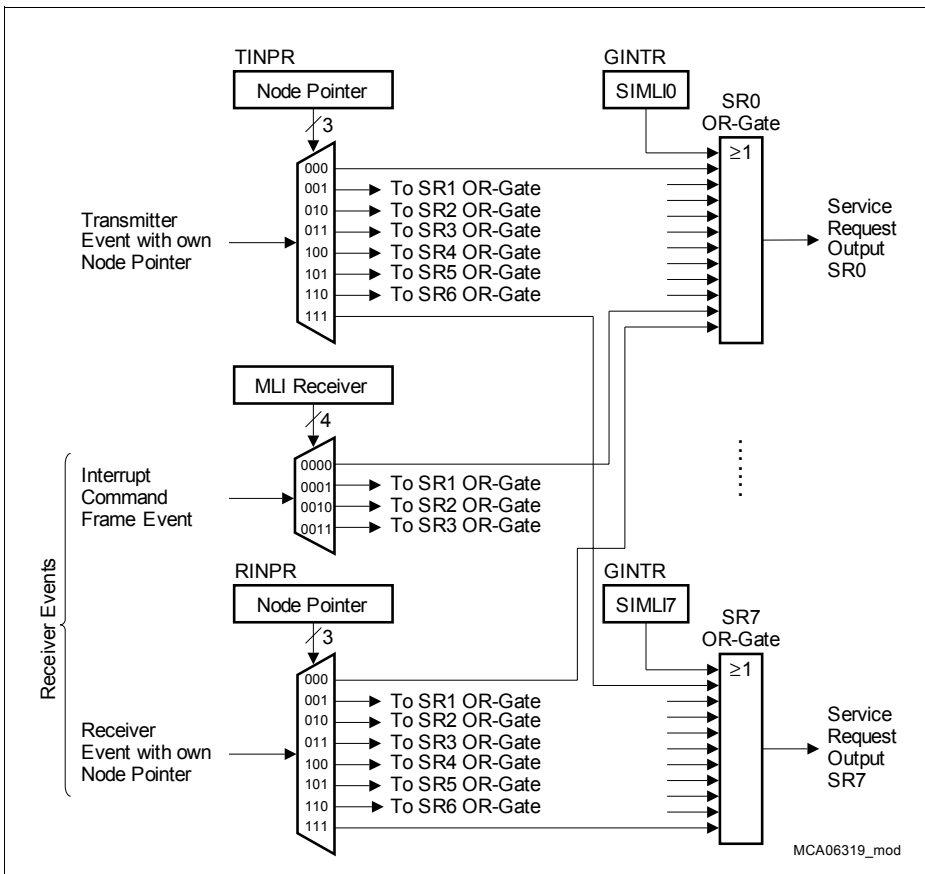 TINPR
Node Pointer
3
000
001
010
011
100
101
110
111
To SR1 OR-Gate
To SR2 OR-Gate
To SR3 OR-Gate
To SR4 OR-Gate
To SR5 OR-Gate
To SR6 OR-Gate
Transmitter
Event with own
Node Pointer
GINTR
SIMLI0
SR0
OR-Gate
≥1
Service
Request
Output
SR0
MLI Receiver
4
0000
0001
0010
0011
To SR1 OR-Gate
To SR2 OR-Gate
To SR3 OR-Gate
Receiver Events
Interrupt
Command
Frame Event
RINPR
Node Pointer
3
000
001
010
011
100
101
110
111
To SR1 OR-Gate
To SR2 OR-Gate
To SR3 OR-Gate
To SR4 OR-Gate
To SR5 OR-Gate
To SR6 OR-Gate
Receiver
Event with own
Node Pointer
GINTR
SIMLI7
SR7
OR-Gate
≥1
Service
Request
Output
SR7
MCA06319_mod